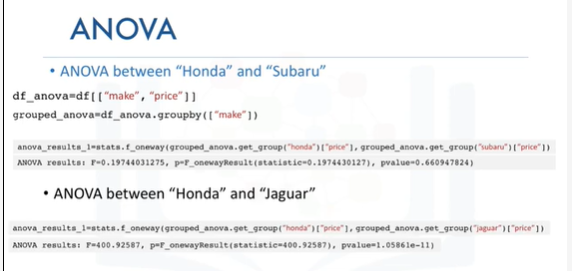 ANOVA
• ANOVA between “Honda” and “Subaru”
df_anova=df[["make", "price"]]
grouped_anova=df_anova.groupby(["make"])
anova_results_1=stats.f_oneway(grouped_anova.get_group("honda")["price"], grouped_anova.get_group("subaru")["price"])
ANOVA results: F=0.19744031275, p=F_onewayResult(statistic=0.1974430127), pvalue=0.660947824)
• ANOVA between “Honda” and “Jaguar”
anova_results_1=stats.f_oneway(grouped_anova.get_group("honda")["price"], grouped_anova.get_group("jaguar")["price"])
ANOVA results: F=400.92587, p=F_onewayResult(statistic=400.92587), pvalue=1.05861e-11)